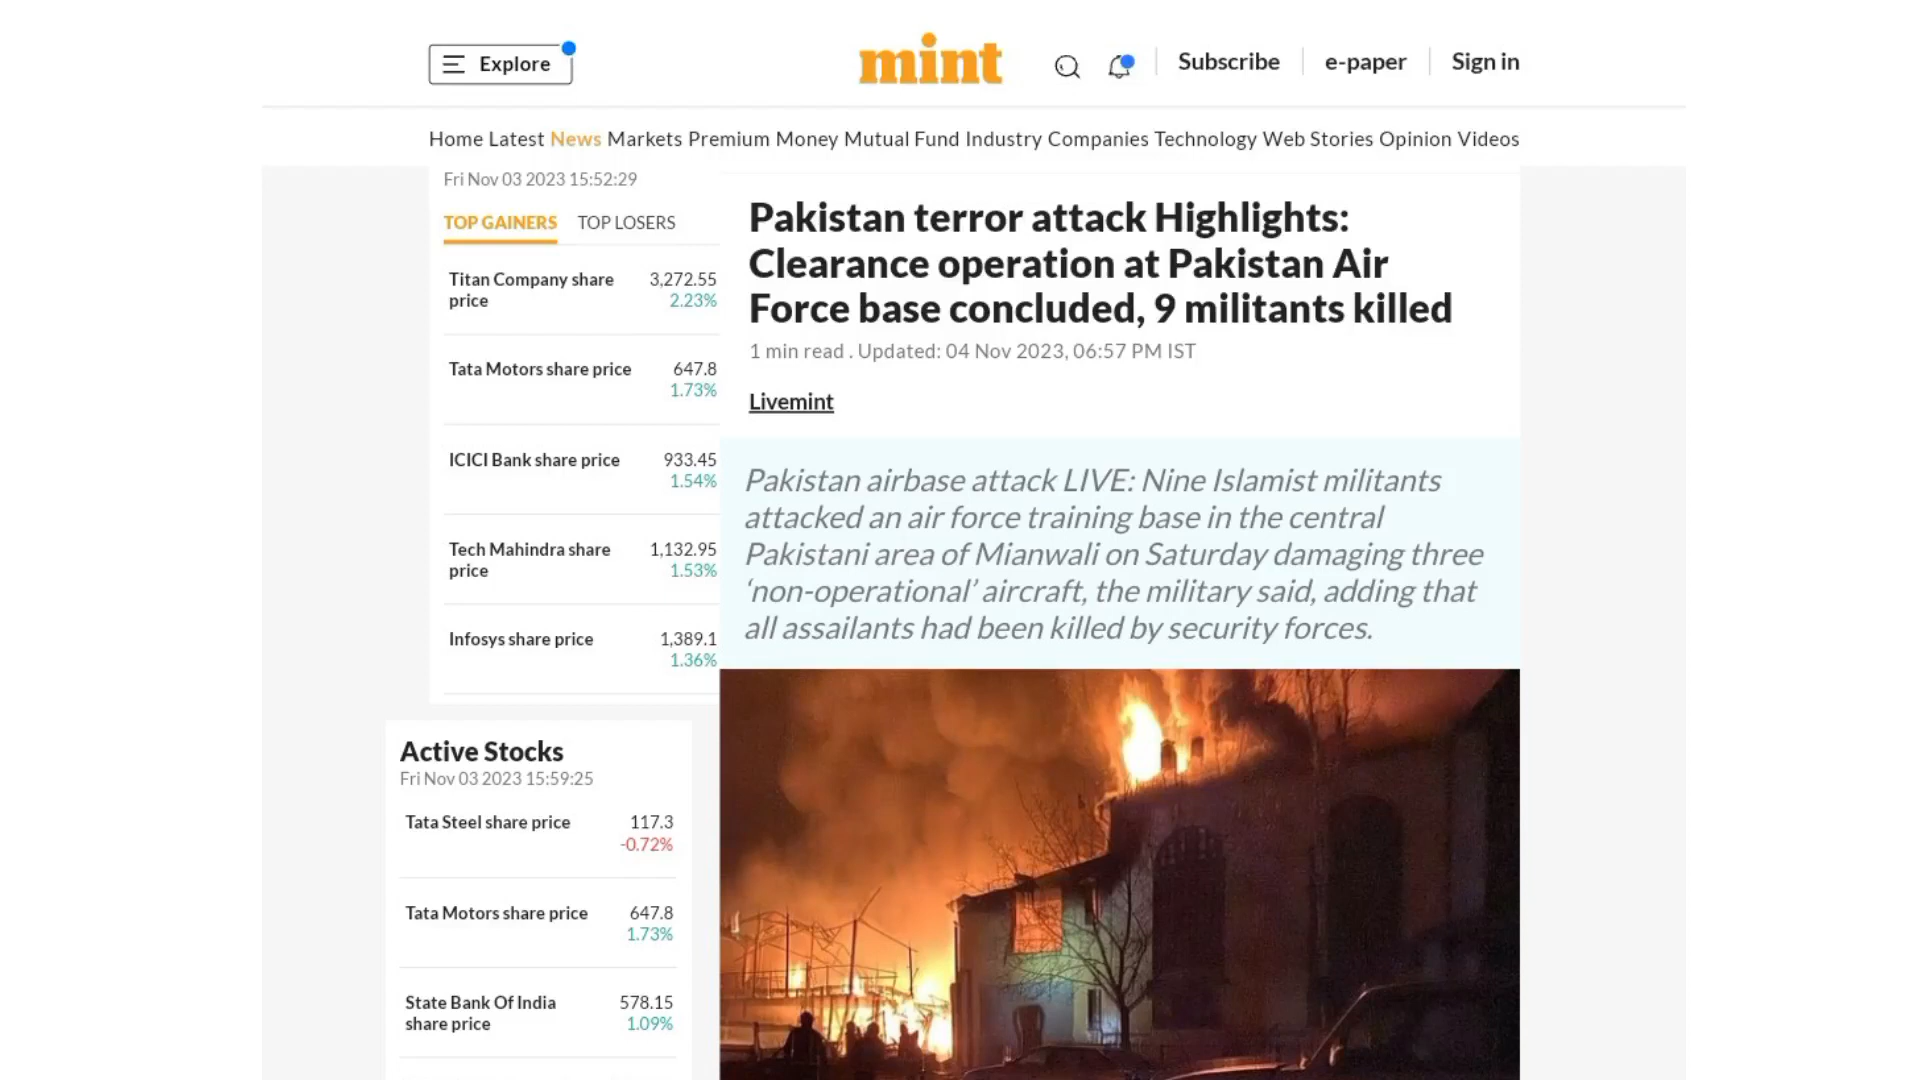 Explore
mint
Subscribe
e-paper
Sign in
Home Latest News Markets Premium Money Mutual Fund Industry Companies Technology Web Stories Opinion Videos
Fri Nov 03 2023 15:52:29
TOP GAINERS TOP LOSERS
Titan Company share price 3,272.55
2.23%
Tata Motors share price 647.8
1.73%
ICICI Bank share price 933.45
1.54%
Tech Mahindra share price 1,132.95
1.53%
Infosys share price 1,389.1
1.36%
Active Stocks
Fri Nov 03 2023 15:59:25
Tata Steel share price 117.3
-0.72%
Tata Motors share price 647.8
1.73%
State Bank Of India share price 578.15
1.09%
Pakistan terror attack Highlights:
Clearance operation at Pakistan Air
Force base concluded, 9 militants killed
1 min read . Updated: 04 Nov 2023, 06:57 PM IST
Livemint
Pakistan airbase attack LIVE: Nine Islamist militants
attacked an air force training base in the central
Pakistani area of Mianwali on Saturday damaging three
‘non-operational’ aircraft, the military said, adding that
all assailants had been killed by security forces.